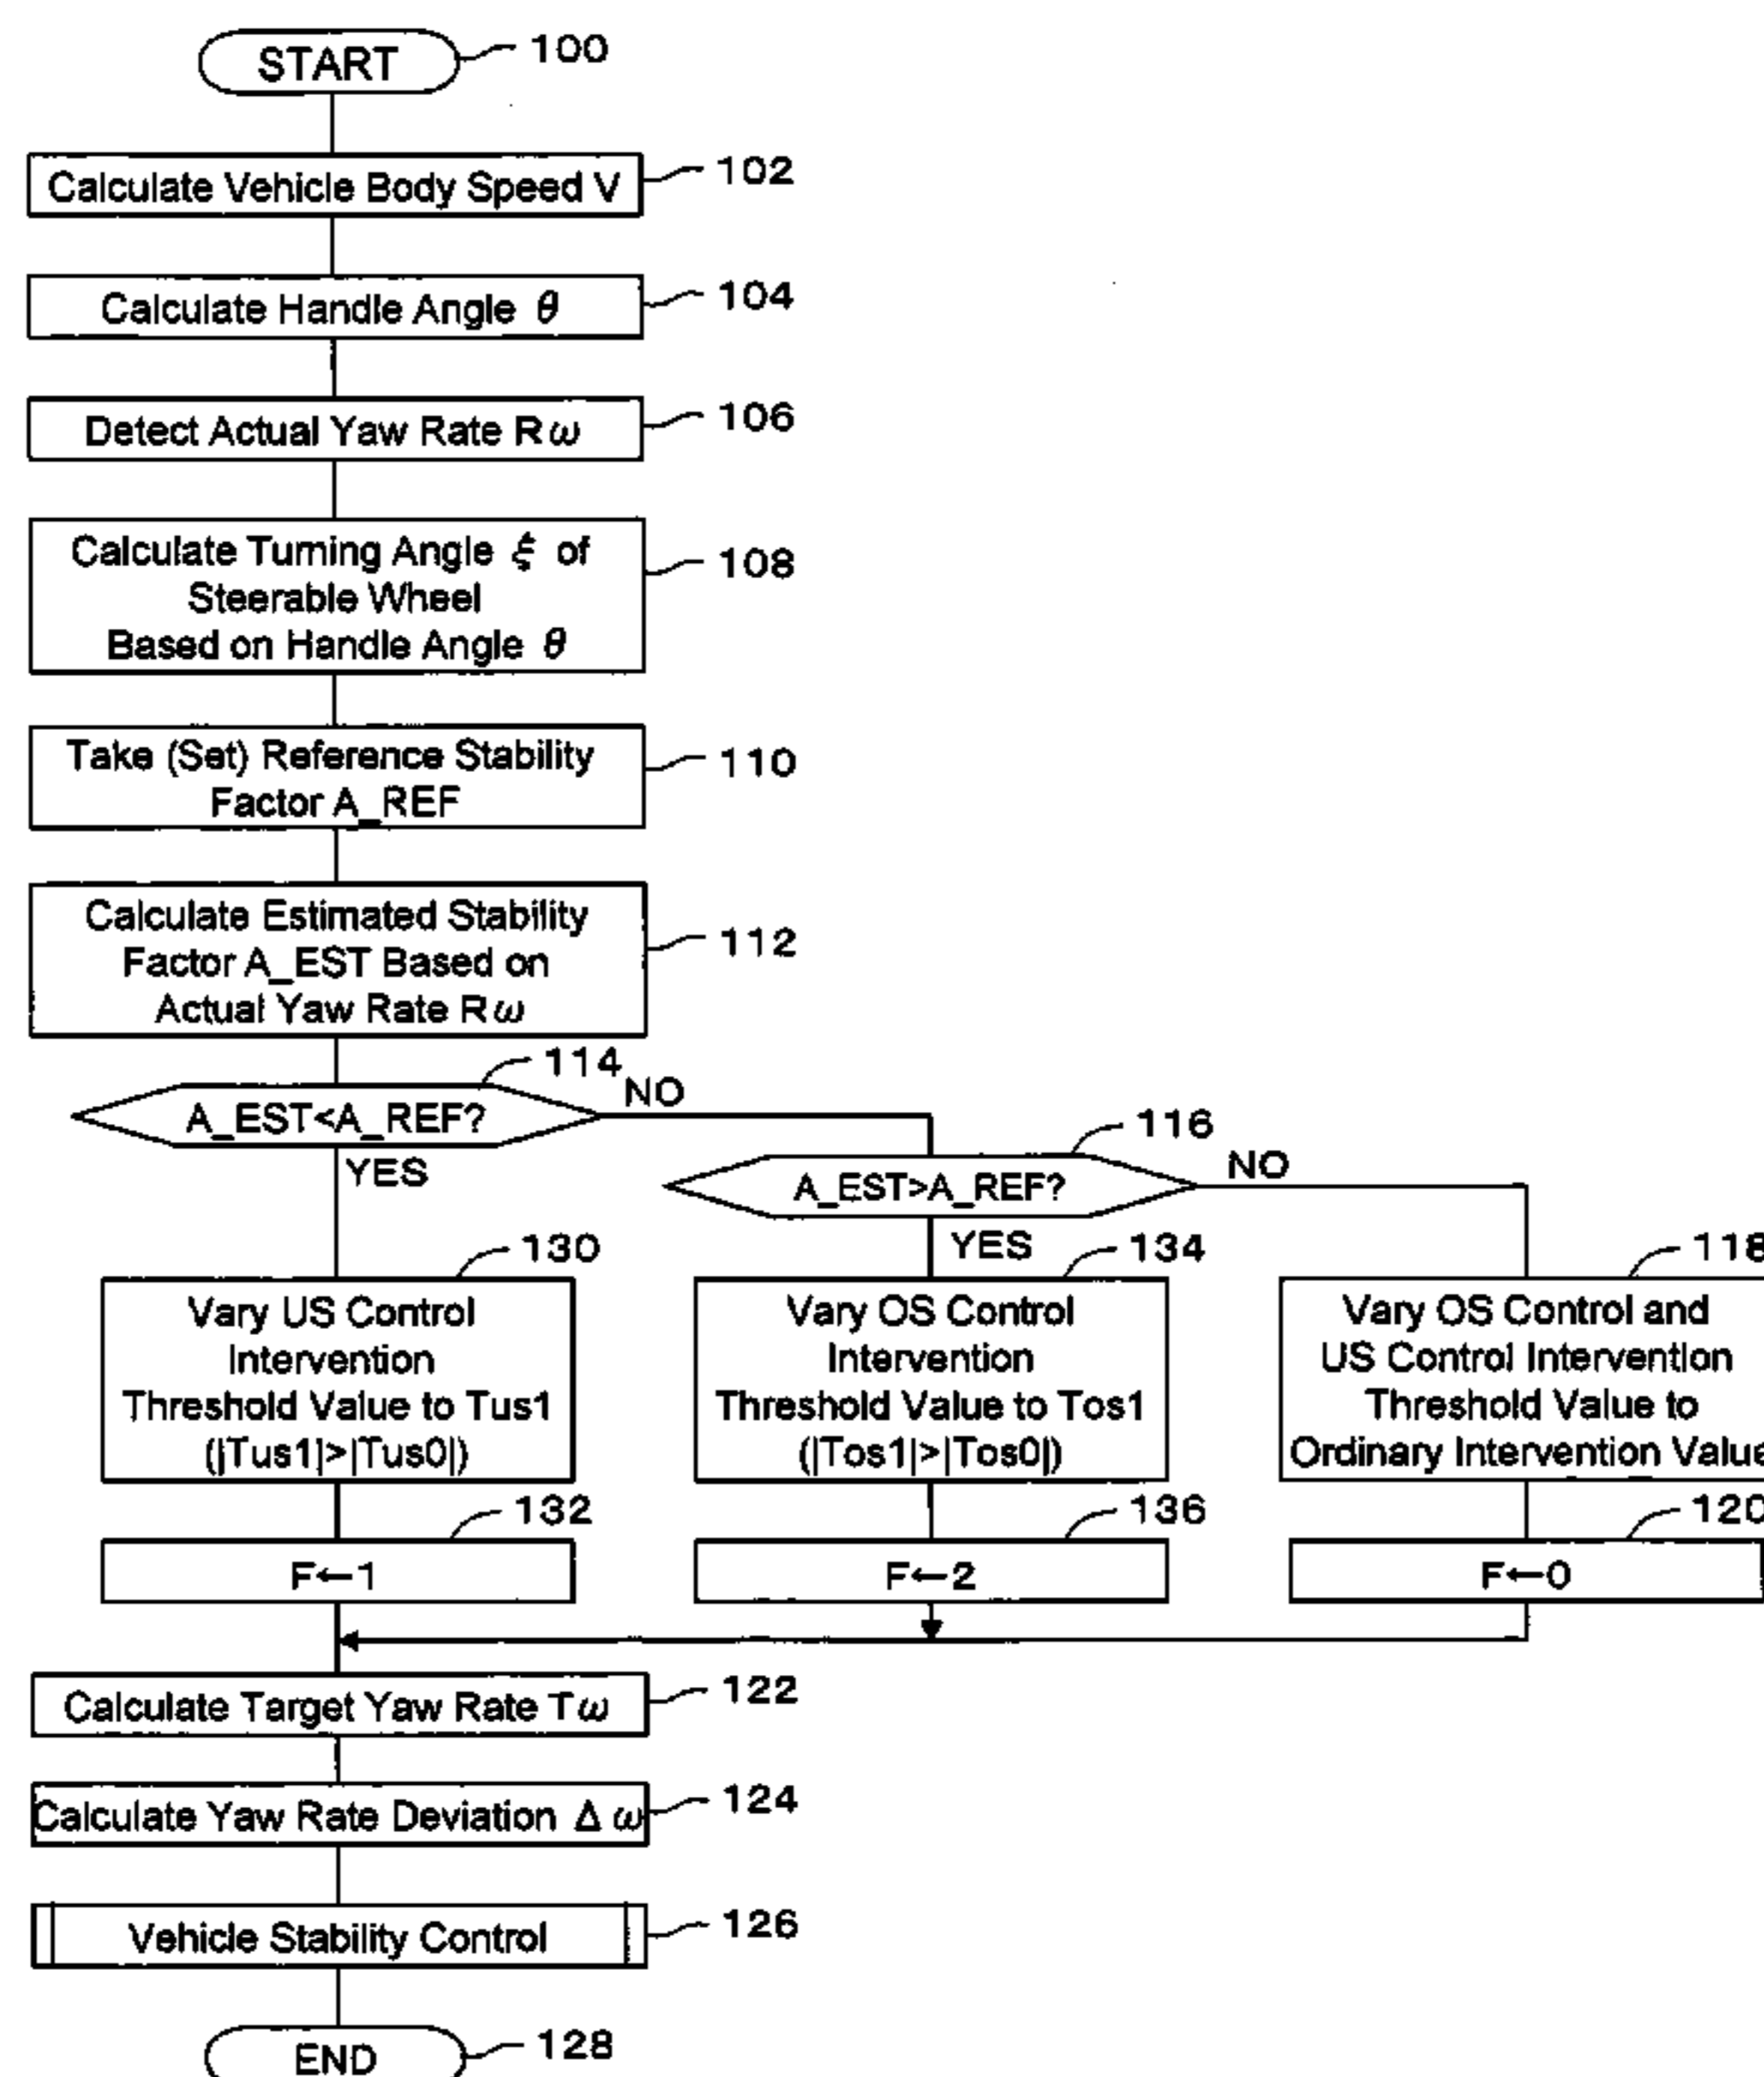 START
100
Calculate Vehicle Body Speed V
102
Calculate Handle Angle θ
104
Detect Actual Yaw Rate Rω
106
Calculate Turning Angle ξ of
Steerable Wheel
Based on Handle Angle θ
108
Take (Set) Reference Stability
Factor A_REF
110
Calculate Estimated Stability
Factor A_EST Based on
Actual Yaw Rate Rω
112
114
A_EST<A_REF?
NO
YES
116
A_EST>A_REF?
NO
YES
130
Vary US Control
Intervention
Threshold Value to Tus1
(|Tus1|>|Tus0|)
134
Vary OS Control
Intervention
Threshold Value to Tos1
(|Tos1|>|Tos0|)
118
Vary OS Control and
US Control Intervention
Threshold Value to
Ordinary Intervention Value
132
F←1
136
F←2
120
F←0
Calculate Target Yaw Rate Tω
122
Calculate Yaw Rate Deviation Δω
124
Vehicle Stability Control
126
END
128